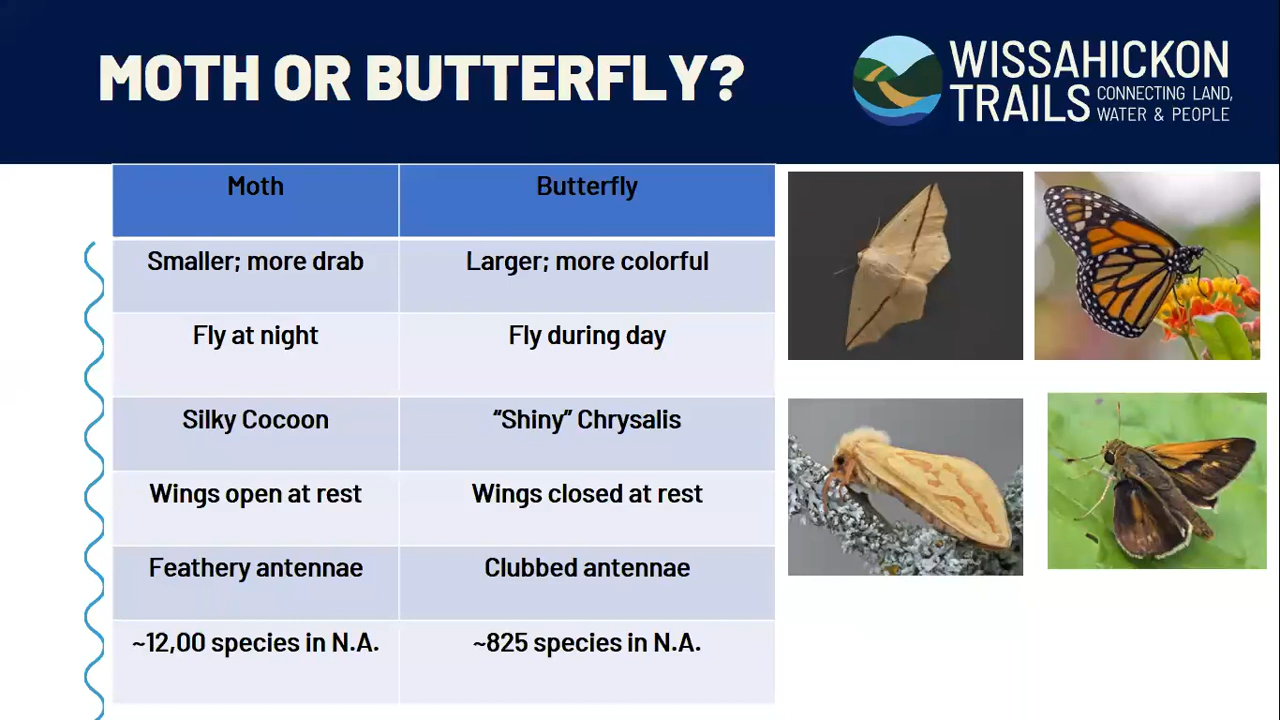 MOTH OR BUTTERFLY?
WISSAHICKON
TRAILS CONNECTING LAND,
WATER & PEOPLE
Moth Butterfly
Smaller; more drab Larger; more colorful
Fly at night Fly during day
Silky Cocoon “Shiny” Chrysalis
Wings open at rest Wings closed at rest
Feathery antennae Clubbed antennae
~12,00 species in N.A. ~825 species in N.A.